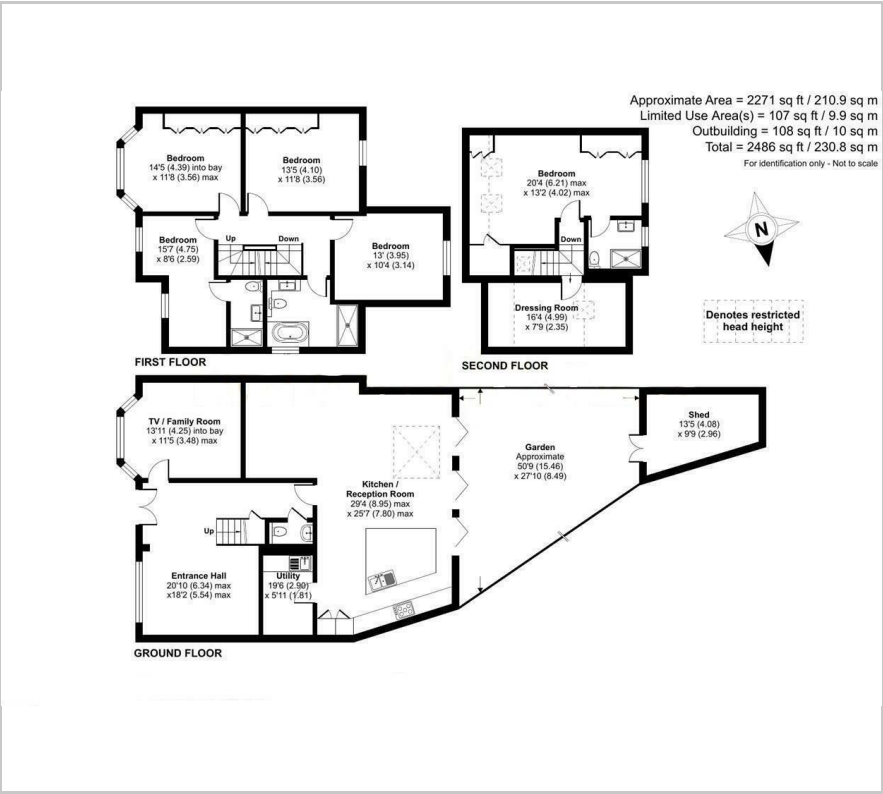 Approximate Area = 2271 sq ft / 210.9 sq m
Limited Use Area(s) = 107 sq ft / 9.9 sq m
Outbuilding = 108 sq ft / 10 sq m
Total = 2486 sq ft / 230.8 sq m
For identification only - Not to scale
N
Denotes restricted
head height
Bedroom
14'5 (4.39) into bay
x 11'8 (3.56) max
Bedroom
13'5 (4.10)
x 11'8 (3.56)
Bedroom
15'7 (4.75)
x 8'6 (2.59)
Up
Down
Bedroom
13' (3.95)
x 10'4 (3.14)
FIRST FLOOR
Bedroom
20'4 (6.21) max
x 13'2 (4.02) max
Down
Dressing Room
16'4 (4.99)
x 7'9 (2.35)
SECOND FLOOR
TV / Family Room
13'11 (4.25) into bay
x 11'5 (3.48) max
Kitchen /
Reception Room
29'4 (8.95) max
x 25'7 (7.80) max
Garden
Approximate
50'9 (15.46)
x 27'10 (8.49)
Shed
13'5 (4.08)
x 9'9 (2.96)
Up
Entrance Hall
20'10 (6.34) max
x18'2 (5.54) max
Utility
19'6 (2.90)
x 5'11 (1.81)
GROUND FLOOR